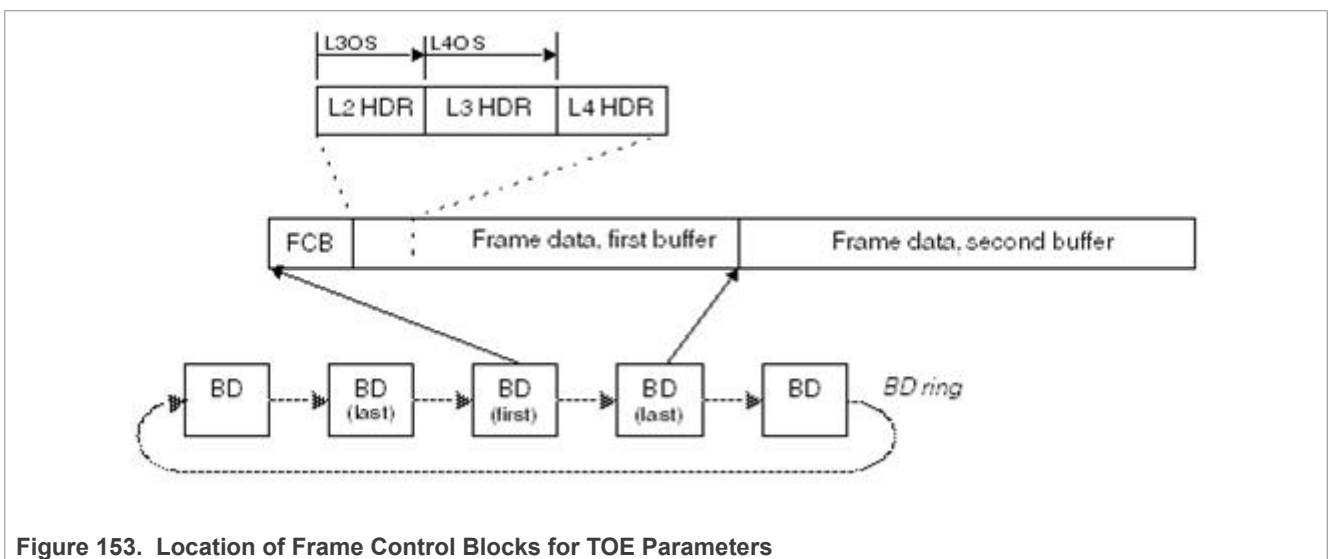 L3OS L4OS
L2 HDR L3 HDR L4 HDR
FCB Frame data, first buffer Frame data, second buffer
BD BD BD BD BD BD ring
(last) (first) (last)
Figure 153. Location of Frame Control Blocks for TOE Parameters